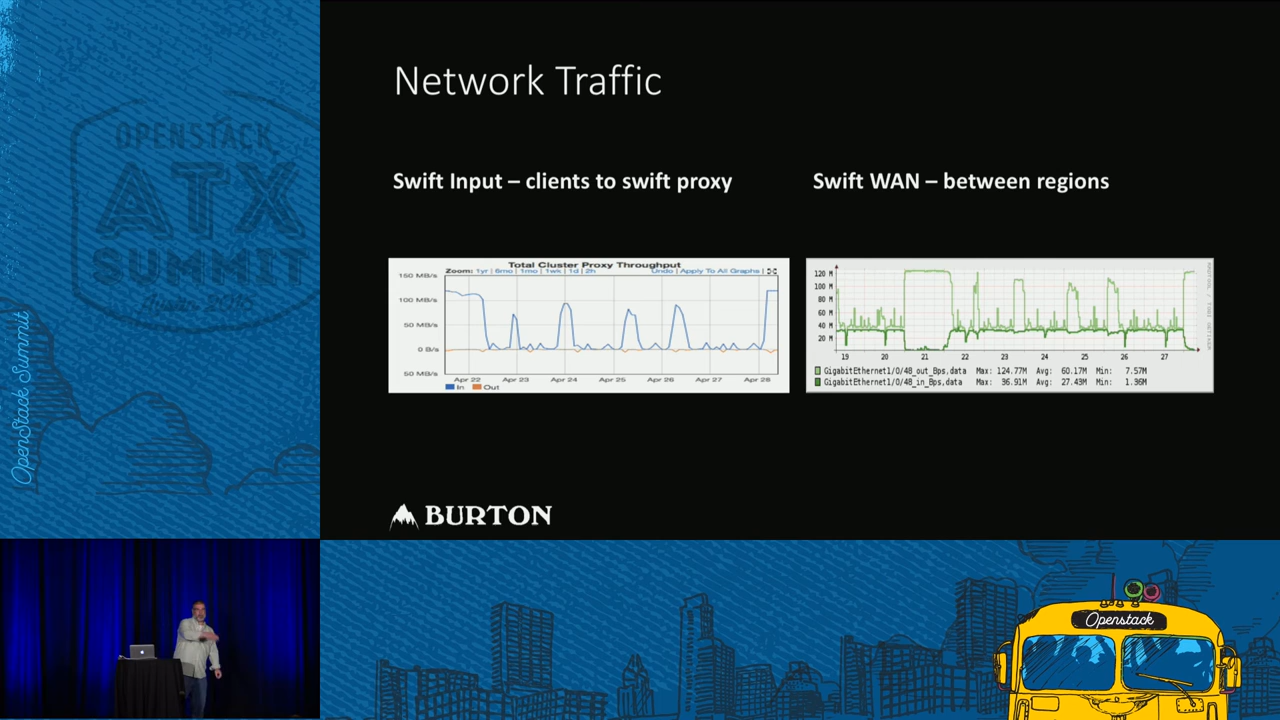 OPENSTACK
ATX
SUMMIT
OpenStack Summit
Network Traffic
Swift Input – clients to swift proxy
Swift WAN – between regions
Total Cluster Proxy Throughput
Zoom: 1yr | 6mo | 1mo | 1wk | 1d | 2h
Undo | Apply To All Graphs |
150 MB/s
100 MB/s
50 MB/s
0 B/s
50 MB/s
Apr 22 Apr 23 Apr 24 Apr 25 Apr 26 Apr 27 Apr 28
In Out
120 M
100 M
80 M
60 M
40 M
20 M
19 20 21 22 23 24 25 26 27
GigabitEthernet1/0/48_out_Bps,data Max: 124.77M Avg: 60.17M Min: 7.57M
GigabitEthernet1/0/48_in_Bps,data Max: 36.91M Avg: 27.43M Min: 1.36M
BURTON
Openstack